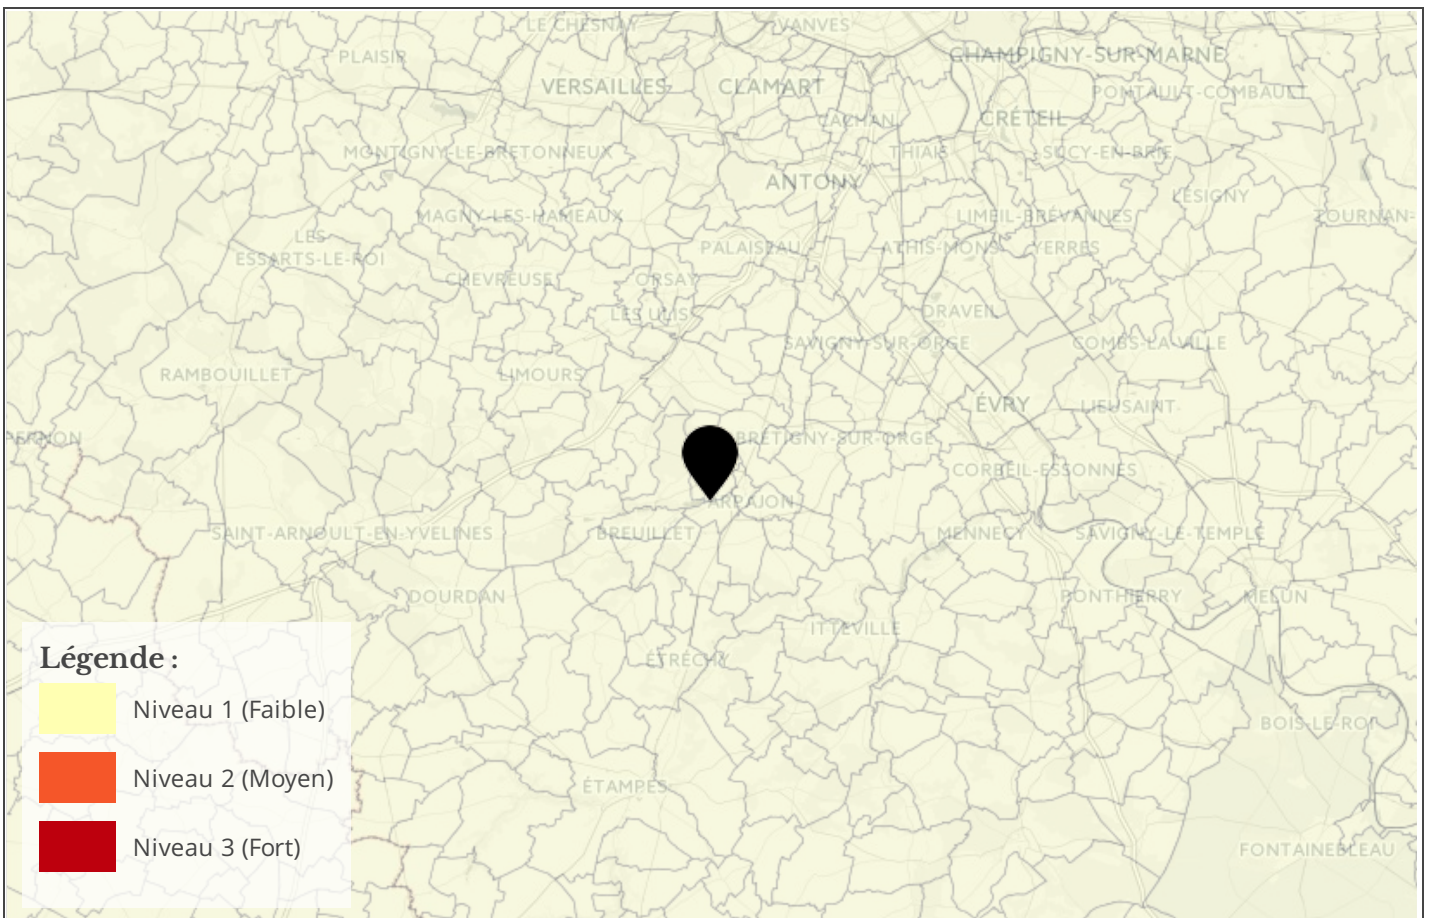 LE CHESNAY
VANVES
PLAISIR
CHAMPIGNY-SUR-MARNE
VERSAILLES
CLAMART
PONTAULT-COMBAULT
CACHAN
CRÉTEIL
MONTIGNY-LE-BRETONNEUX
THIAIS
SUCY-EN-BRIE
ANTONY
LÉSIGNY
MAGNY-LES-HAMEAUX
LIMEIL-BRÉVANNES
TOURNAN-
LES
ESSARTS-LE-ROI
PALAISEAU
ATHIS-MONS
YERRES
CHEVREUSE
ORSAY
LES ULIS
DRAVEIL
SAVIGNY-SUR-ORGE
COMBS-LA-VILLE
RAMBOUILLET
LIMOURS
ÉVRY
LIEUSAINT
PERNON
BRÉTIGNY-SUR-ORGE
CORBEIL-ESSONNES
ARPAJON
SAINT-ARNOULT-EN-YVELINES
BREUILLET
MENNECY
SAVIGNY-LE-TEMPLE
DOURDAN
PONTHIERRY
MELUN
ITTEVILLE
ÉTRÉCHY
BOIS-LE-ROI
ÉTAMPES
FONTAINEBLEAU
Légende :
Niveau 1 (Faible)
Niveau 2 (Moyen)
Niveau 3 (Fort)